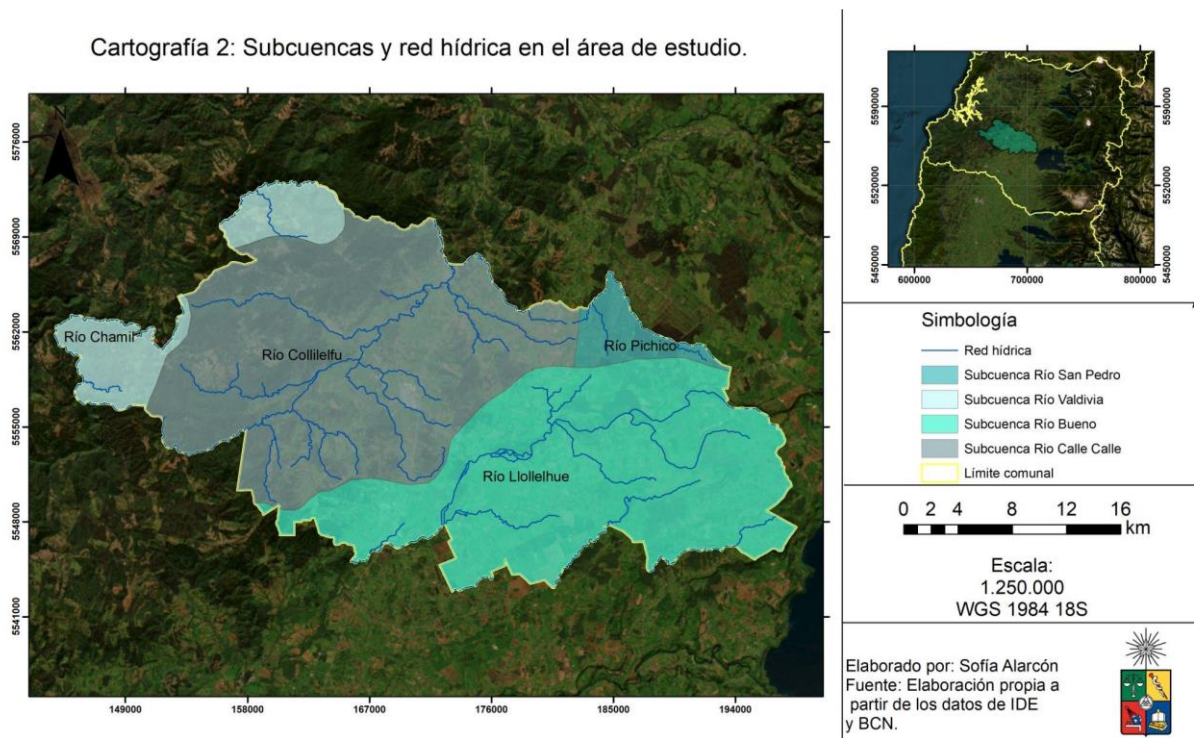 Cartografía 2: Subcuencas y red hídrica en el área de estudio.
5576000
5569000
5562000
5555000
5548000
5541000
149000
158000
167000
176000
185000
194000
Río Chamil
Río Collilelfu
Río Pichico
Río Llollelhue
5590000
5520000
5450000
5590000
5520000
5450000
600000
700000
800000
Simbología
Red hídrica
Subcuenca Río San Pedro
Subcuenca Río Valdivia
Subcuenca Río Bueno
Subcuenca Rio Calle Calle
Límite comunal
0 1 2 4 8 12 16
km
Escala:
1.250.000
WGS 1984 18S
Elaborado por: Sofía Alarcón
Fuente: Elaboración propia a
partir de los datos de IDE
y BCN.